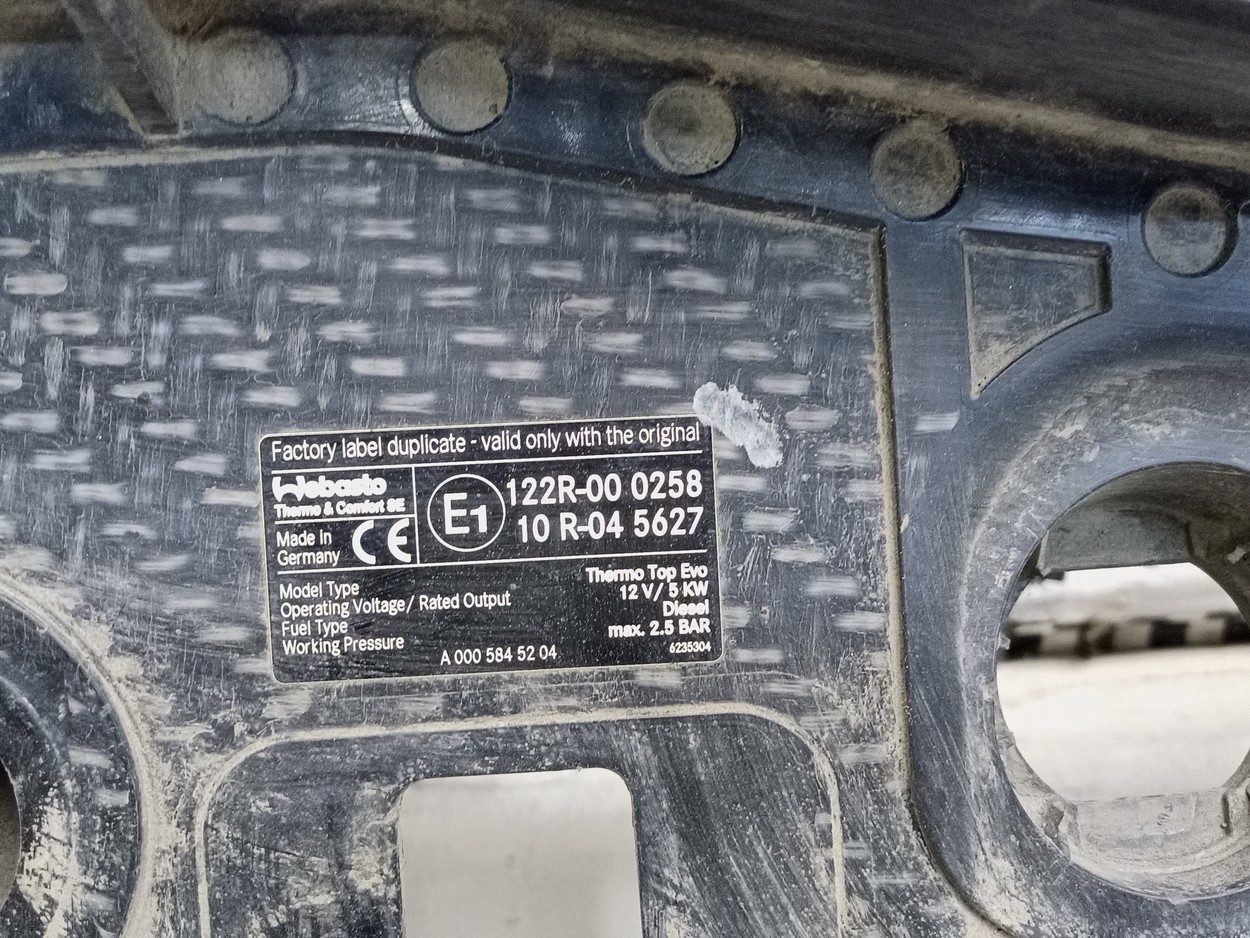 Factory label duplicate - valid only with the original
Webasto
Thermo & Comfort SE
Made in
Germany
CE
E1
122R-00 0258
10 R-04 5627
Model Type Thermo Top Evo
Operating Voltage/ Rated Output 12 V/ 5 KW
Fuel Type Diesel
Working Pressure max. 2.5 BAR
A 000 584 52 04 6235304